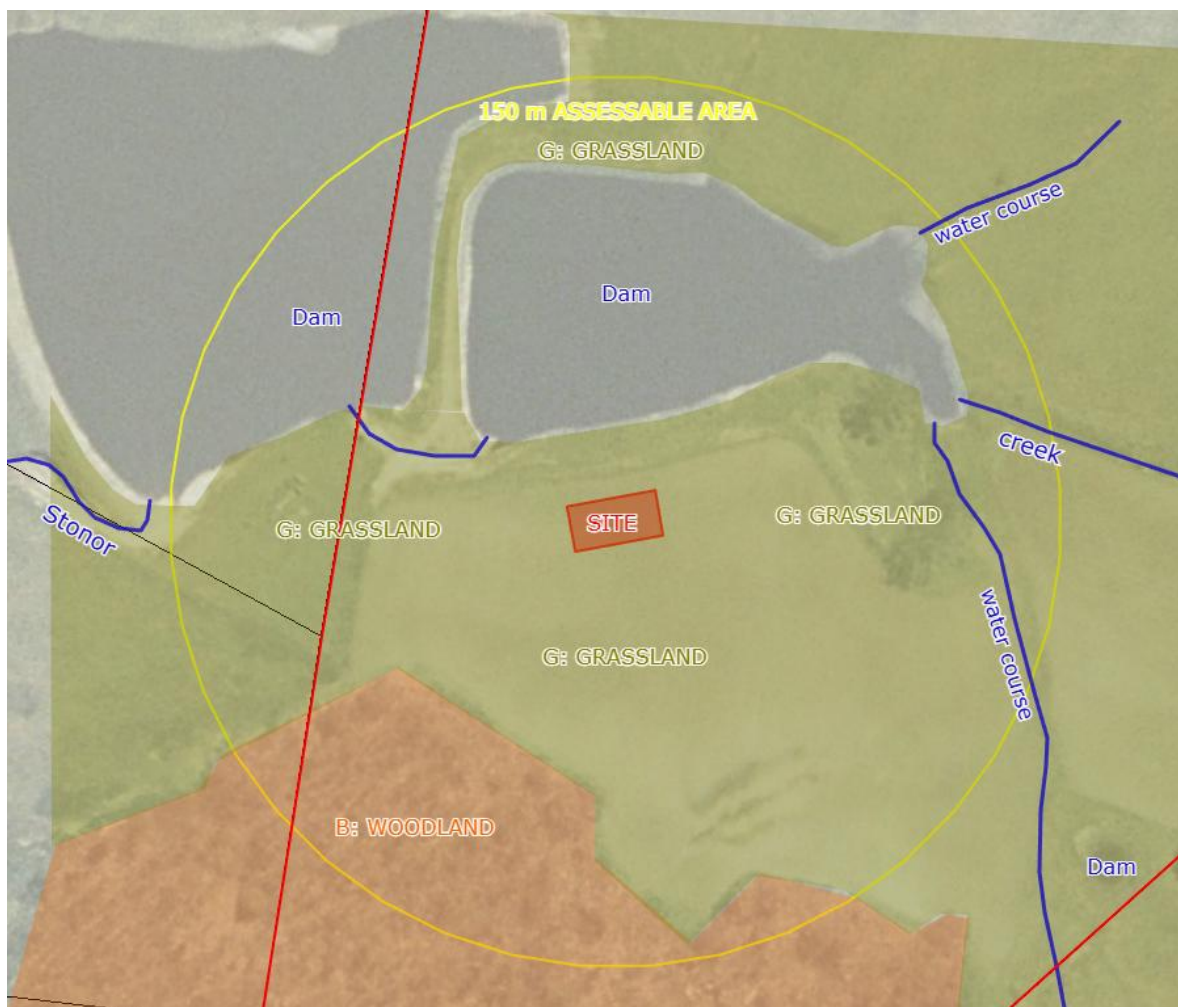 150 m ASSESSABLE AREA
G: GRASSLAND
water course
Dam
Dam
creek
Stonor
G: GRASSLAND
SITE
G: GRASSLAND
G: GRASSLAND
water course
B: WOODLAND
Dam